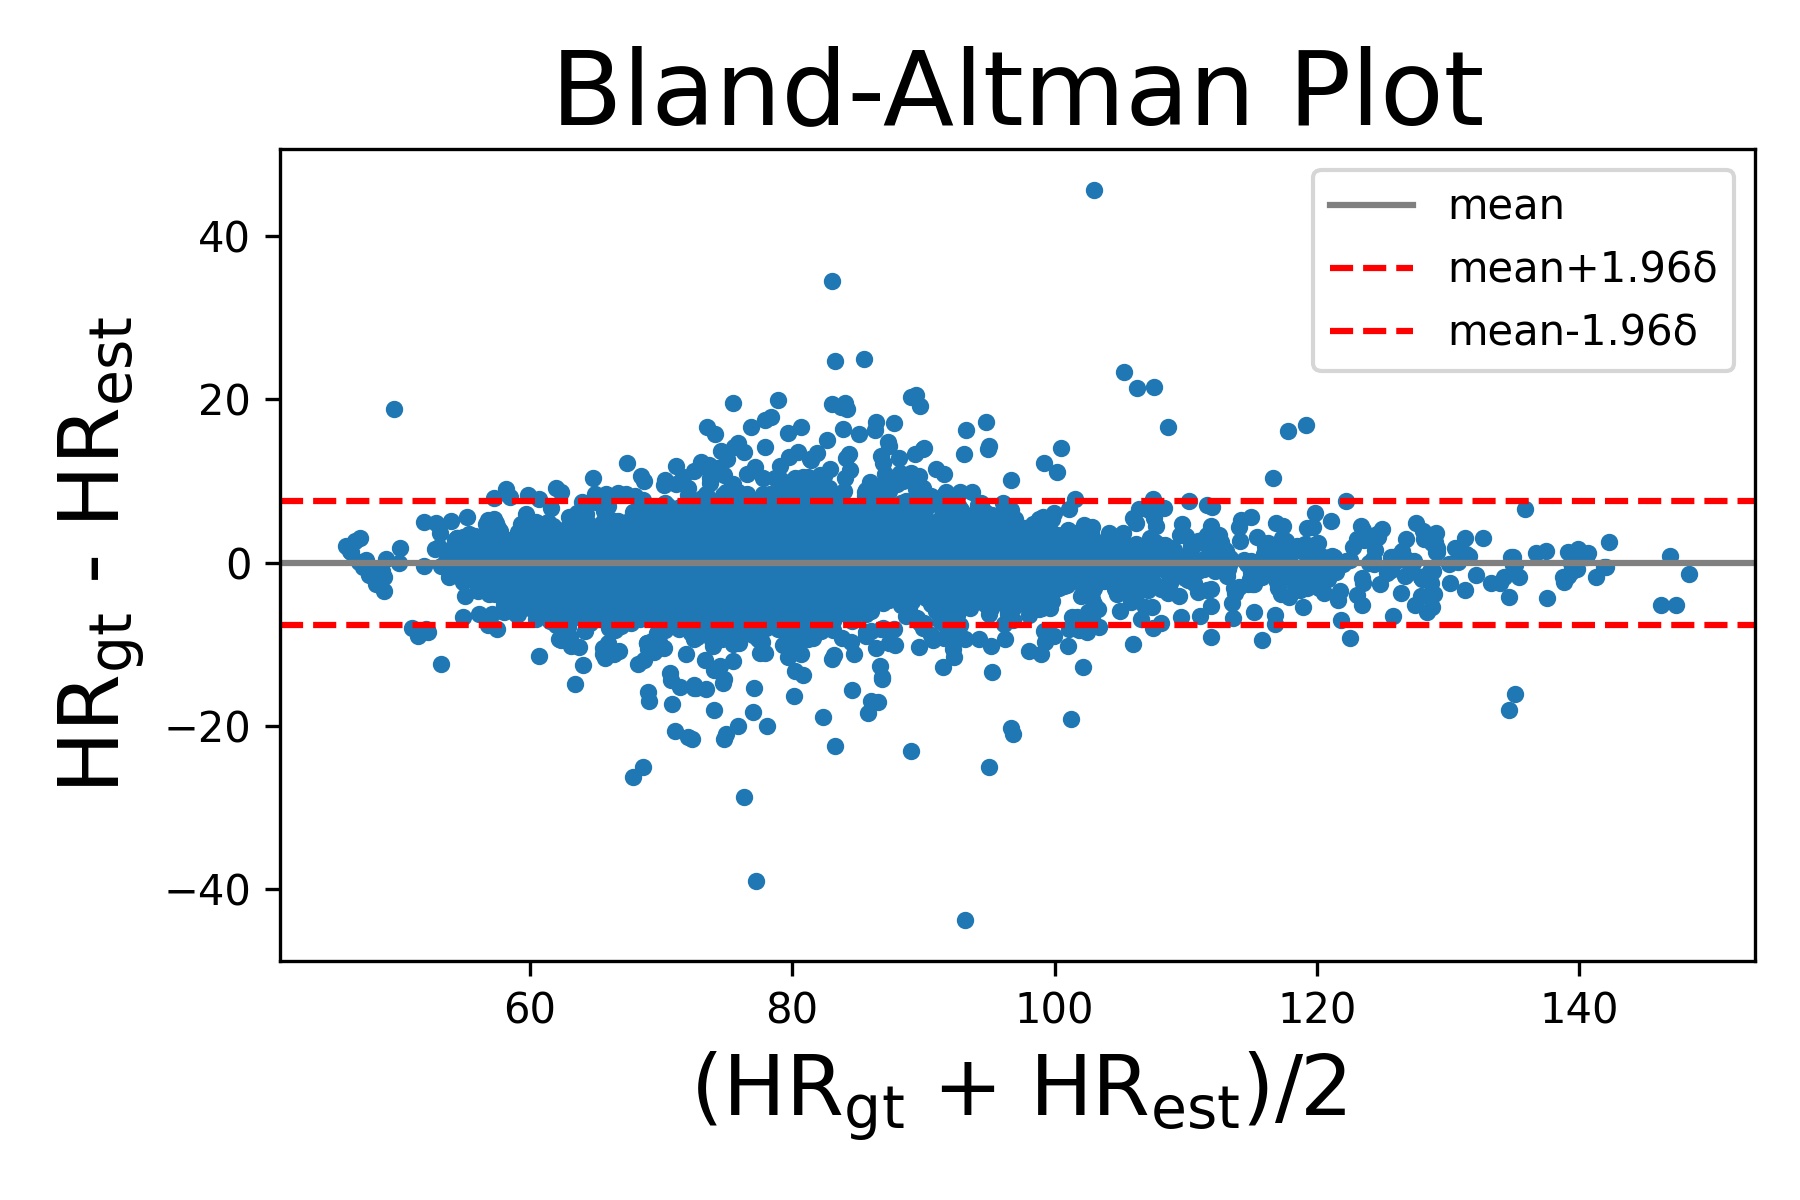 Bland-Altman Plot
mean
mean+1.96δ
mean-1.96δ
HRgt - HRest
40
20
0
−20
−40
60 80 100 120 140
(HRgt + HRest)/2